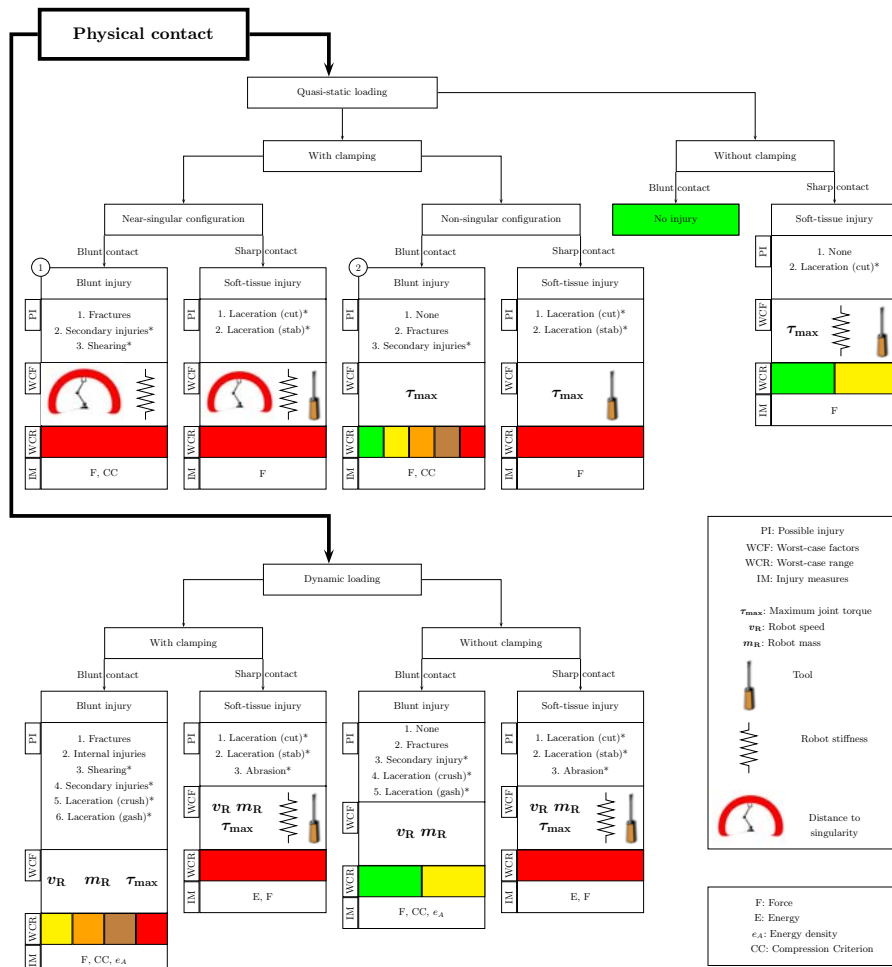 Physical contact
Quasi-static loading
With clamping
Without clamping
Blunt contact
Sharp contact
Near-singular configuration
Non-singular configuration
No injury
Soft-tissue injury
PI
1. None
2. Laceration (cut)*
WCF
τmax
WCR
IM
F
Blunt contact
Sharp contact
Blunt contact
Sharp contact
1
Blunt injury
PI
1. Fractures
2. Secondary injuries*
3. Shearing*
WCF
WCR
IM
F, CC
Soft-tissue injury
PI
1. Laceration (cut)*
2. Laceration (stab)*
WCF
WCR
IM
F
2
Blunt injury
PI
1. None
2. Fractures
3. Secondary injuries*
WCF
τmax
WCR
IM
F, CC
Soft-tissue injury
PI
1. Laceration (cut)*
2. Laceration (stab)*
WCF
τmax
WCR
IM
F
Dynamic loading
With clamping
Without clamping
Blunt contact
Sharp contact
Blunt contact
Sharp contact
Blunt injury
PI
1. Fractures
2. Internal injuries
3. Shearing*
4. Secondary injuries*
5. Laceration (crush)*
6. Laceration (gash)*
WCF
vR mR τmax
WCR
IM
F, CC, eA
Soft-tissue injury
PI
1. Laceration (cut)*
2. Laceration (stab)*
3. Abrasion*
WCF
vR mR
τmax
WCR
IM
E, F
Blunt injury
PI
1. None
2. Fractures
3. Secondary injury*
4. Laceration (crush)*
5. Laceration (gash)*
WCF
vR mR
WCR
IM
F, CC, eA
Soft-tissue injury
PI
1. Laceration (cut)*
2. Laceration (stab)*
3. Abrasion*
WCF
vR mR
τmax
WCR
IM
E, F
PI: Possible injury
WCF: Worst-case factors
WCR: Worst-case range
IM: Injury measures
τmax: Maximum joint torque
vR: Robot speed
mR: Robot mass
Tool
Robot stiffness
Distance to
singularity
F: Force
E: Energy
eA: Energy density
CC: Compression Criterion